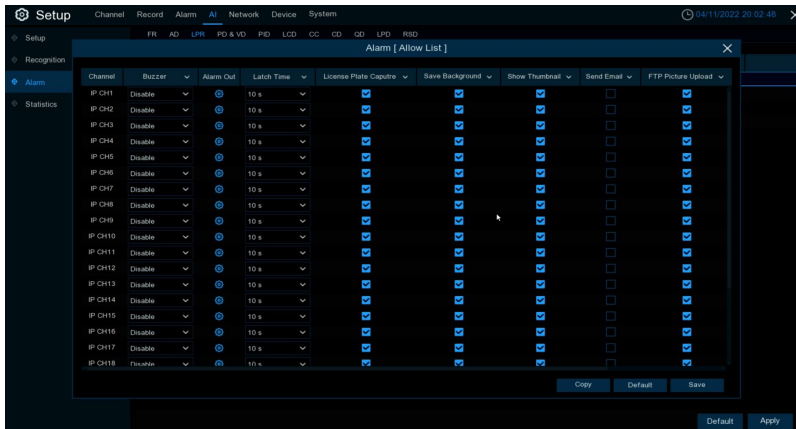 Setup Channel Record Alarm AI Network Device System 04/11/2022 20:02:48 X
Setup FR AD LPR PD & VD PID LCD CC CD QD LPD RSD
Alarm [ Allow List ]
Recognition
Alarm
Statistics
Channel Buzzer Alarm Out Latch Time License Plate Caputre Save Background Show Thumbnail Send Email FTP Picture Upload
IP CH1 Disable 10 s
IP CH2 Disable 10 s
IP CH3 Disable 10 s
IP CH4 Disable 10 s
IP CH5 Disable 10 s
IP CH6 Disable 10 s
IP CH7 Disable 10 s
IP CH8 Disable 10 s
IP CH9 Disable 10 s
IP CH10 Disable 10 s
IP CH11 Disable 10 s
IP CH12 Disable 10 s
IP CH13 Disable 10 s
IP CH14 Disable 10 s
IP CH15 Disable 10 s
IP CH16 Disable 10 s
IP CH17 Disable 10 s
IP CH18 Disable 10 s
Copy Default Save
Default Apply